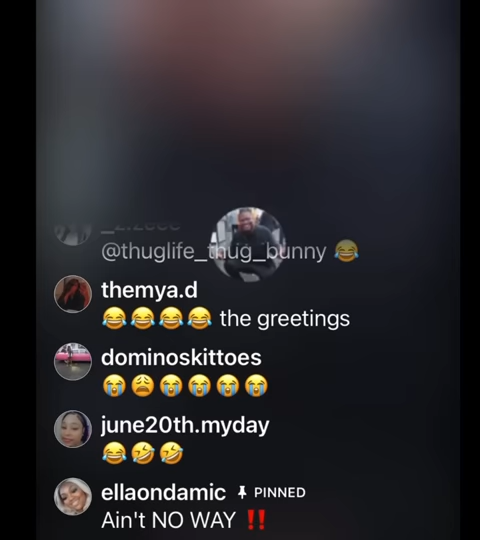 @thuglife_thug_bunny 😂
themya.d
😂😂😂😂 the greetings
dominoskittoes
😭😩😭😭😭😭
june20th.myday
😂🤣🤣
ellaondamic 📌 PINNED
Ain't NO WAY ‼️